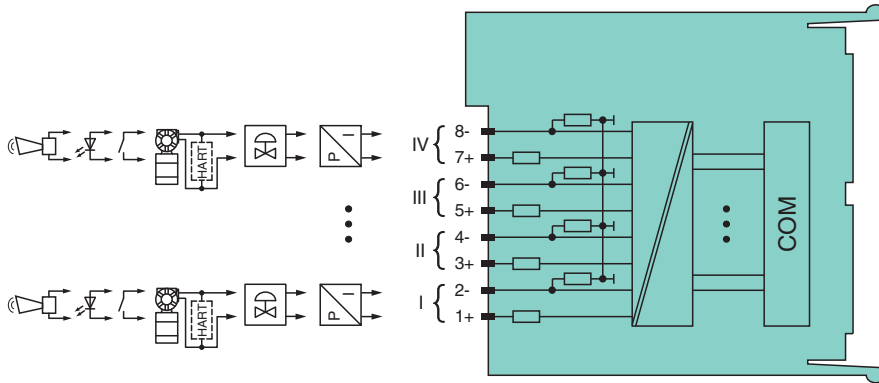 IV
8-
7+
HART
P I
III
6-
5+
II
4-
3+
COM
I
2-
1+
HART
P I